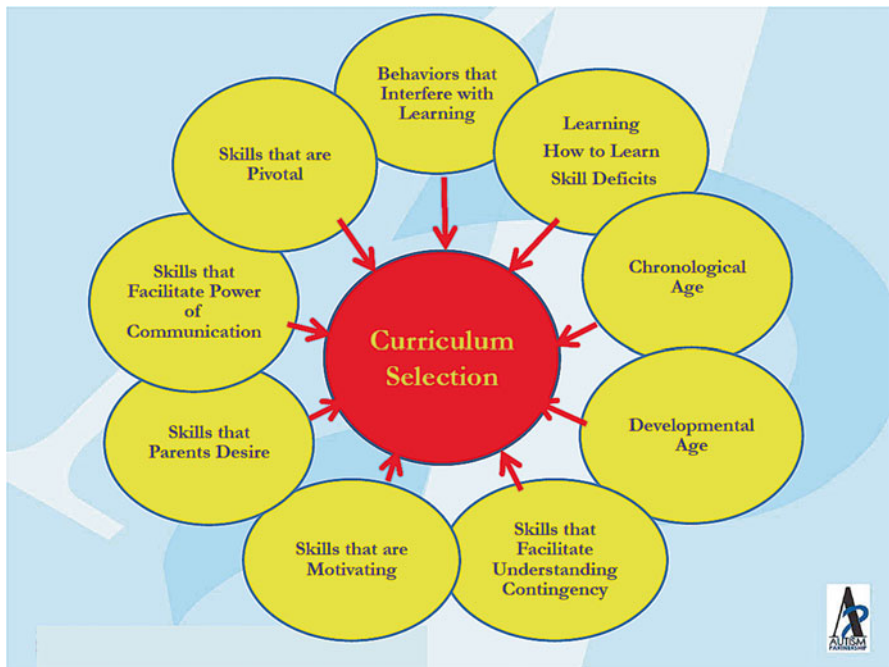 Behaviors that
Interfere with
Learning
Learning
How to Learn
Skill Deficits
Chronological
Age
Developmental
Age
Skills that
Facilitate
Understanding
Contingency
Skills that are
Motivating
Skills that
Parents Desire
Skills that
Facilitate Power
of
Communication
Skills that are
Pivotal
Curriculum
Selection
AUTISM
PARTNERSHIP